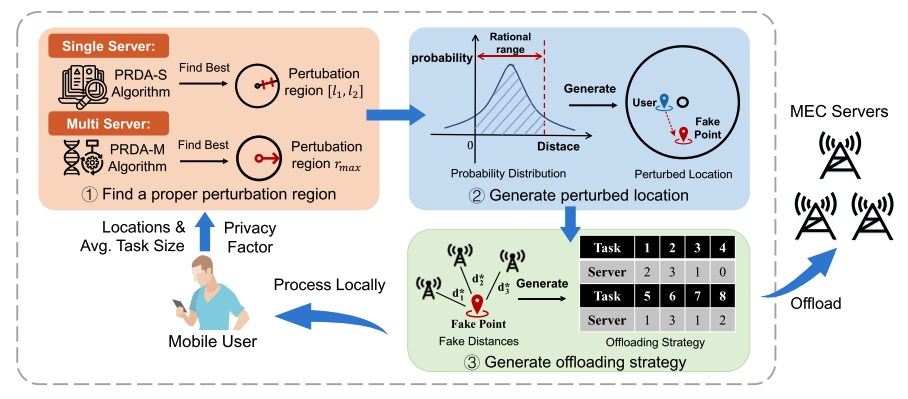 Single Server:
PRDA-S
Algorithm
Find Best
Pertubation
region [l₁, l₂]
Multi Server:
PRDA-M
Algorithm
Find Best
Pertubation
region r_max
① Find a proper perturbation region
probability
Rational
range
0
Distace
Probability Distribution
Generate
User
Fake
Point
Perturbed Location
② Generate perturbed location
MEC Servers
Locations &
Avg. Task Size
Privacy
Factor
Mobile User
Process Locally
d₁*
d₂*
d₃*
Fake Point
Fake Distances
Generate
Task 1 2 3 4
Server 2 3 1 0
Task 5 6 7 8
Server 1 3 1 2
Offloading Strategy
③ Generate offloading strategy
Offload